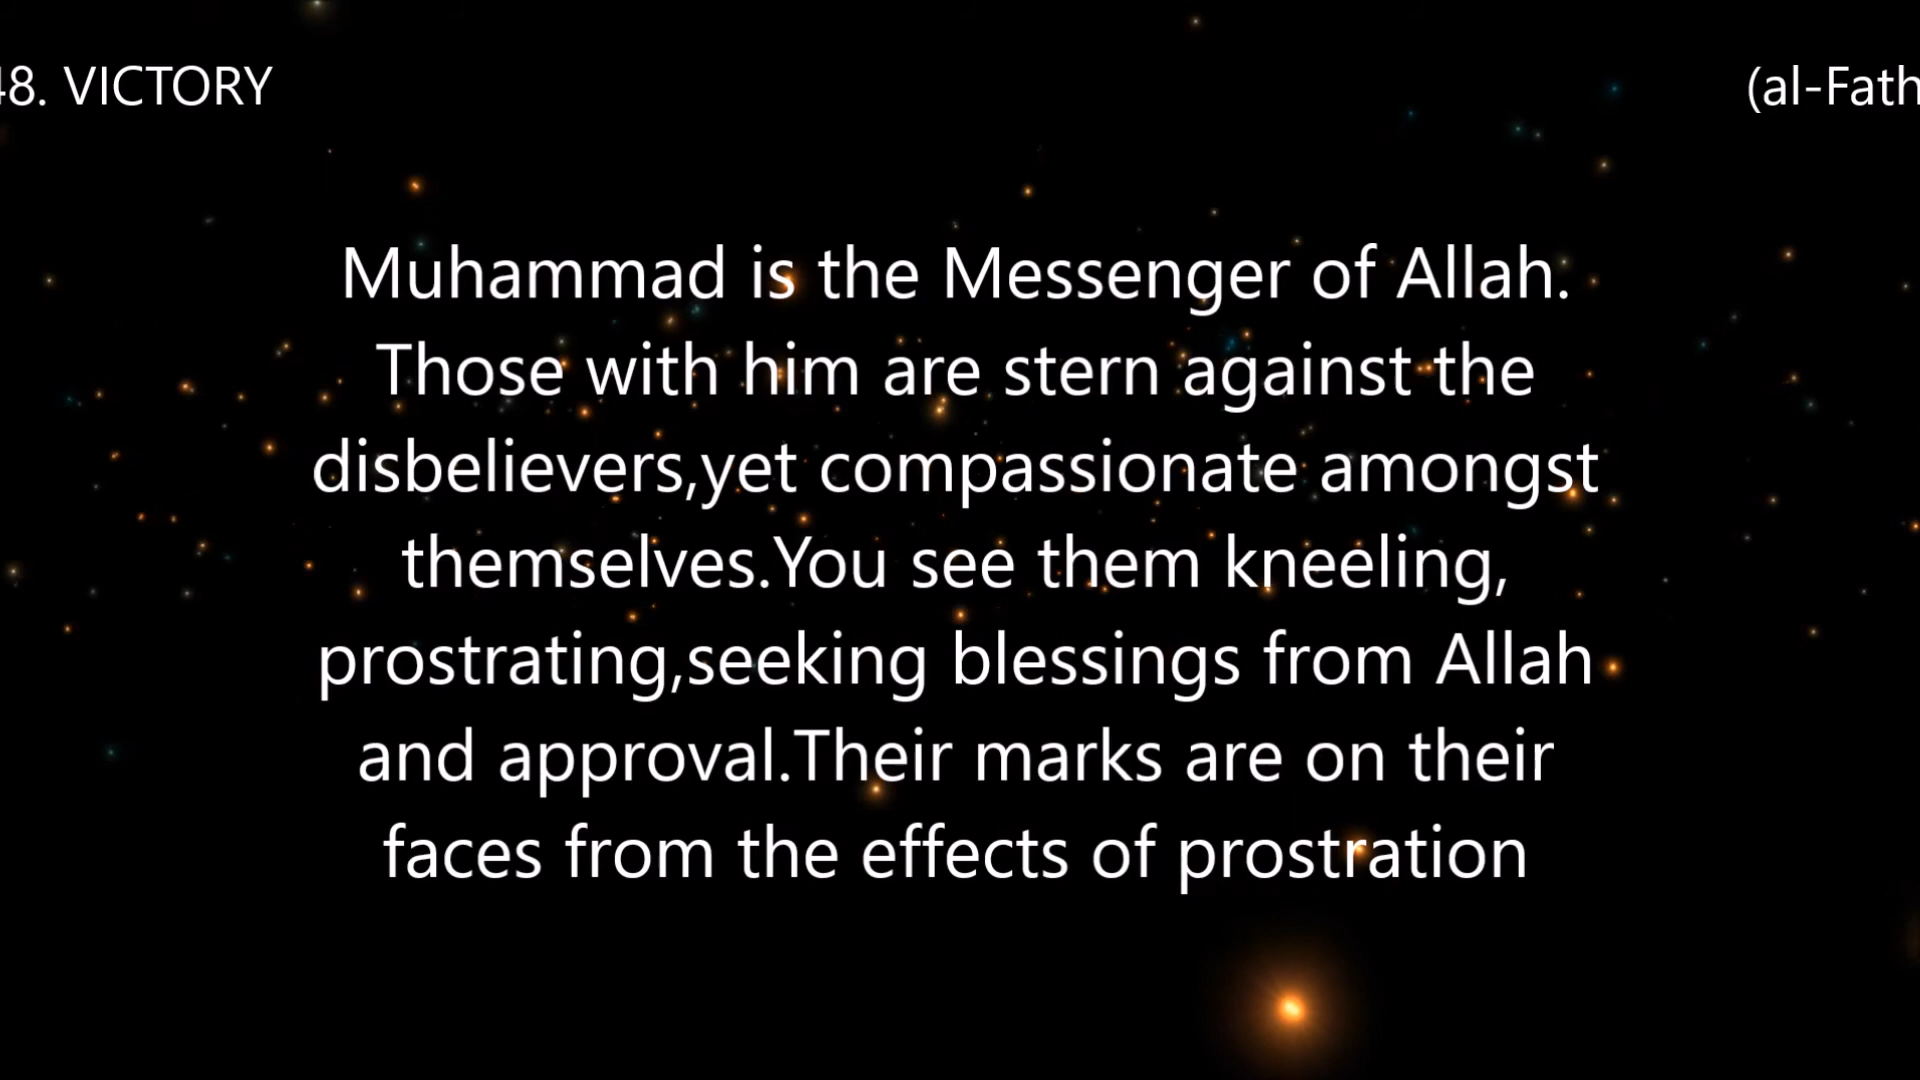 48. VICTORY (al-Fath
Muhammad is the Messenger of Allah.
Those with him are stern against the
disbelievers,yet compassionate amongst
themselves.You see them kneeling,
prostrating,seeking blessings from Allah
and approval.Their marks are on their
faces from the effects of prostration